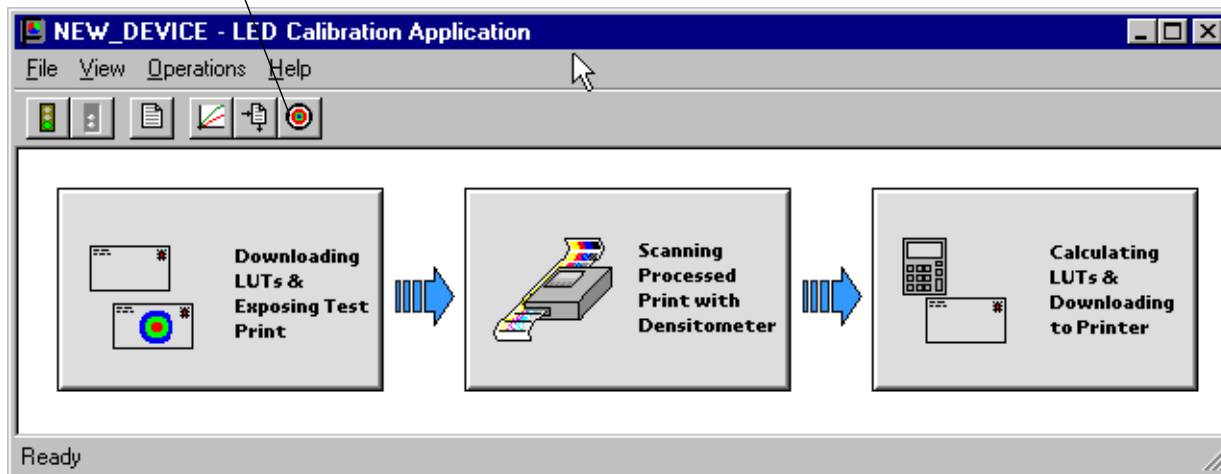 NEW_DEVICE - LED Calibration Application
File View Operations Help
Downloading
LUTs &
Exposing Test
Print
Scanning
Processed
Print with
Densitometer
Calculating
LUTs &
Downloading
to Printer
Ready